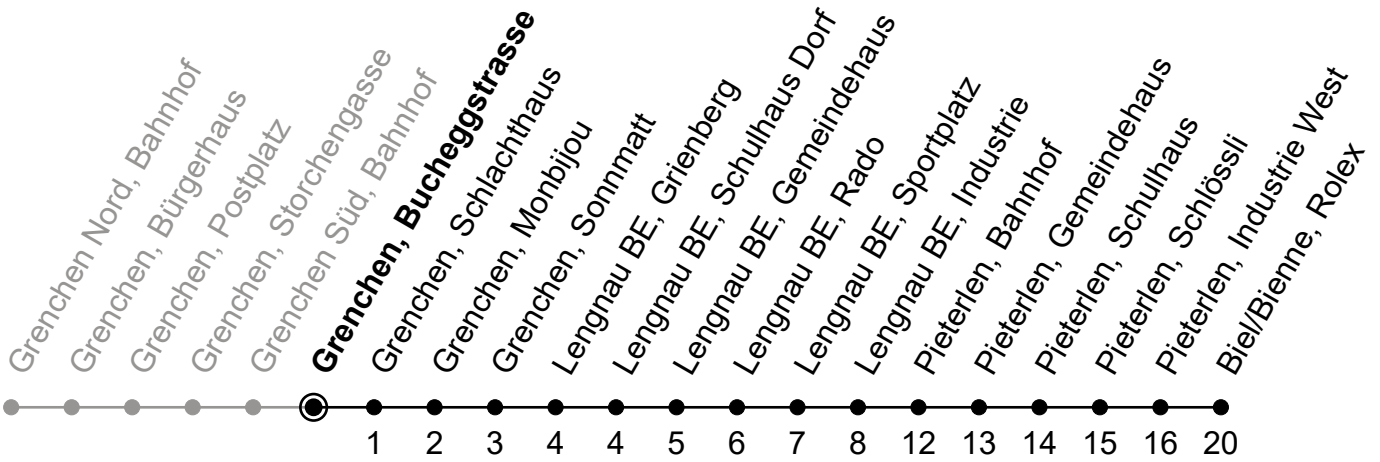 Grenchen Nord, Bahnhof
Grenchen, Bürgerhaus
Grenchen, Postplatz
Grenchen, Storchengasse
Grenchen Süd, Bahnhof
Grenchen, Bucheggstrasse
Grenchen, Schlachthaus
Grenchen, Monbijou
Grenchen, Sonnmatt
Lengnau BE, Grienberg
Lengnau BE, Schulhaus Dorf
Lengnau BE, Gemeindehaus
Lengnau BE, Rado
Lengnau BE, Sportplatz
Lengnau BE, Industrie
Pieterlen, Bahnhof
Pieterlen, Gemeindehaus
Pieterlen, Schulhaus
Pieterlen, Schlössli
Pieterlen, Industrie West
Biel/Bienne, Rolex
1 2 3 4 4 5 6 7 8 12 13 14 15 16 20